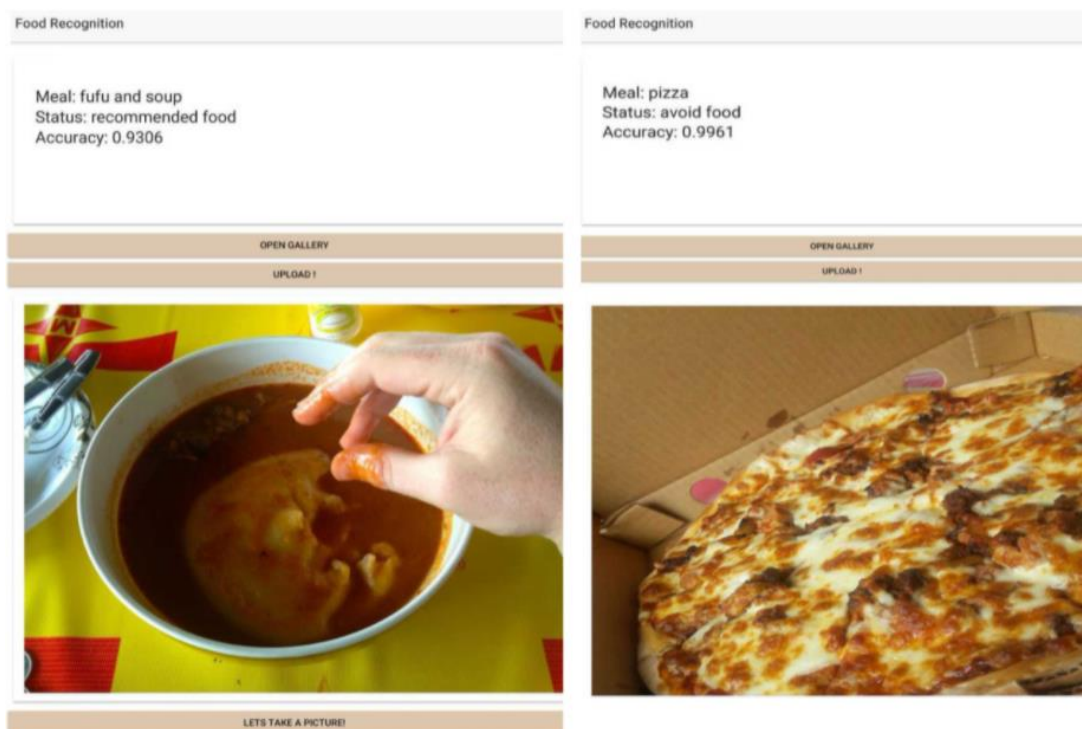 Food Recognition
Meal: fufu and soup
Status: recommended food
Accuracy: 0.9306
OPEN GALLERY
UPLOAD !
LETS TAKE A PICTURE!
Food Recognition
Meal: pizza
Status: avoid food
Accuracy: 0.9961
OPEN GALLERY
UPLOAD !